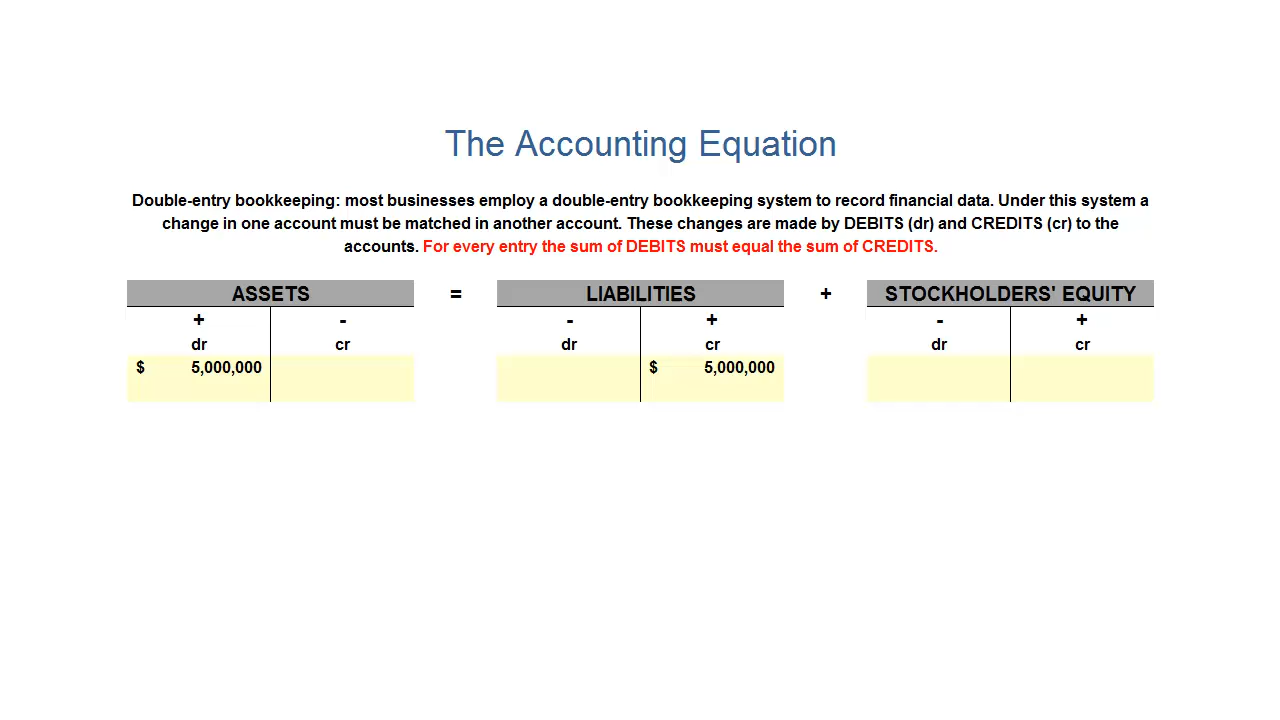 The Accounting Equation
Double-entry bookkeeping: most businesses employ a double-entry bookkeeping system to record financial data. Under this system a
change in one account must be matched in another account. These changes are made by DEBITS (dr) and CREDITS (cr) to the
accounts. For every entry the sum of DEBITS must equal the sum of CREDITS.
ASSETS = LIABILITIES + STOCKHOLDERS' EQUITY
+ - - + - +
dr cr dr cr dr cr
$ 5,000,000 $ 5,000,000